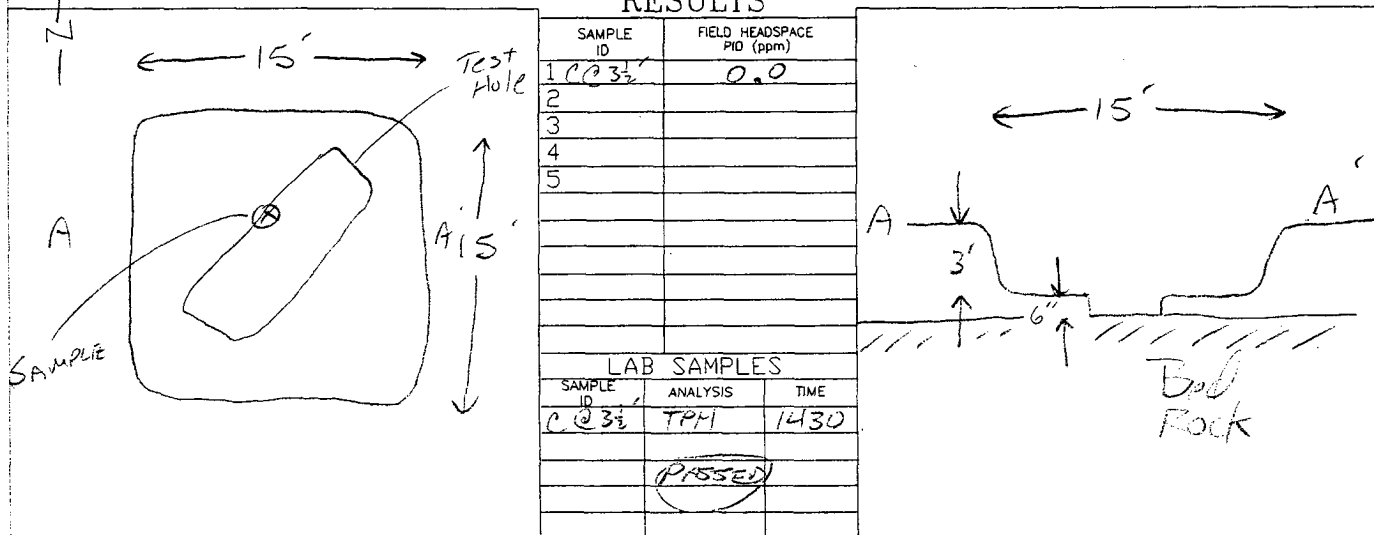 N
15'
Test
Hole
A
A'
15'
SAMPLE
RESULTS
SAMPLE ID FIELD HEADSPACE PID (ppm)
1 C@3½' 0.0
2
3
4
5
LAB SAMPLES
SAMPLE ID ANALYSIS TIME
C@3½' TPH 1430
PASSED
15'
A
A'
3'
6"
Bed
Rock